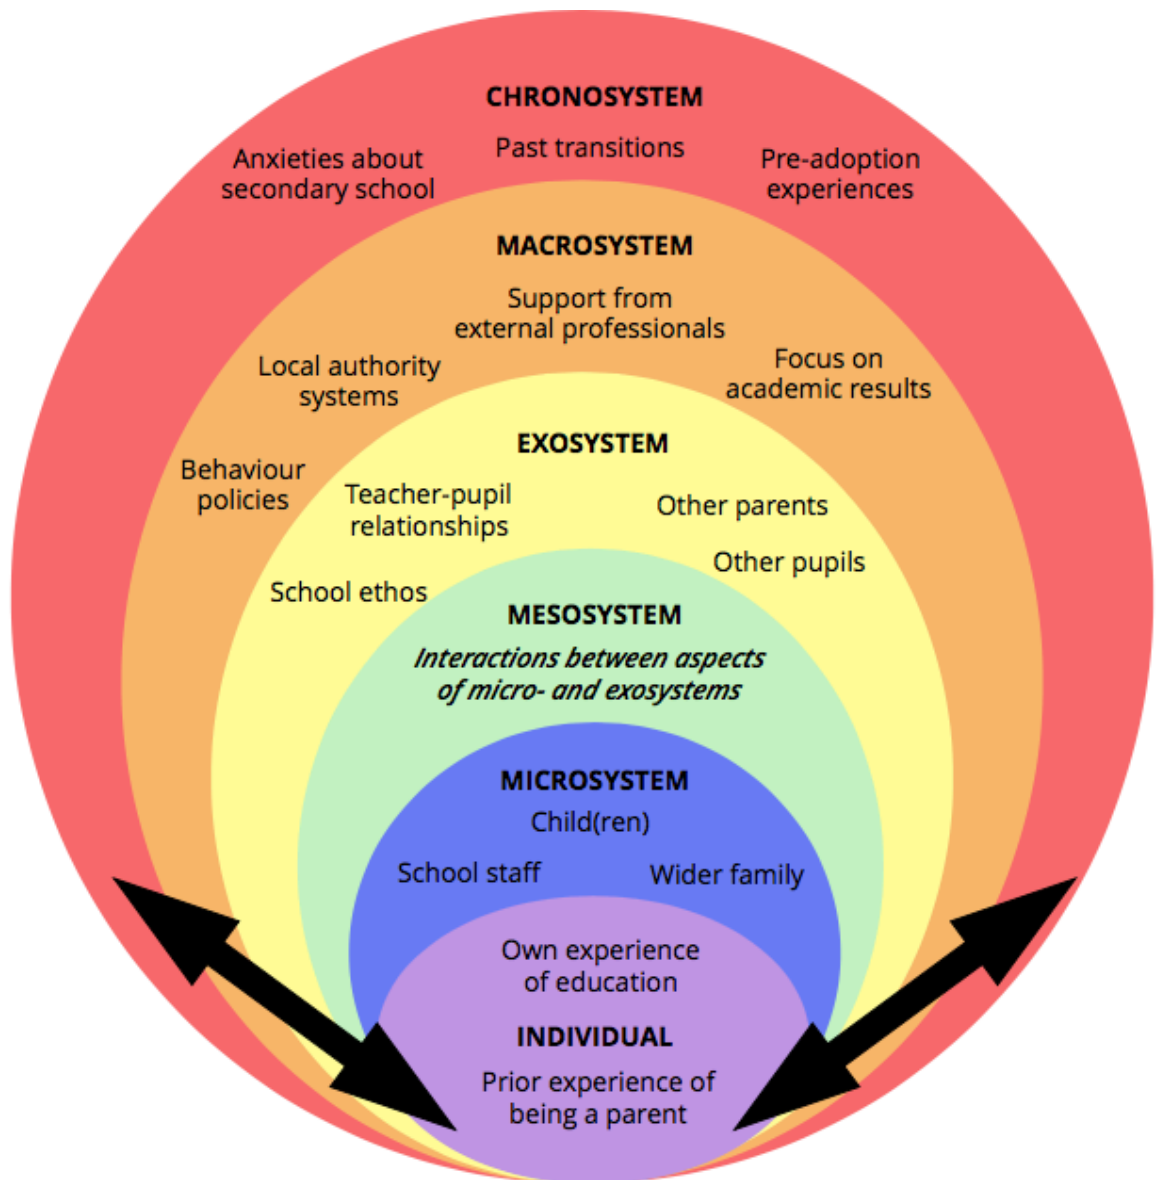 CHRONOSYSTEM
Past transitions
Anxieties about
secondary school
Pre-adoption
experiences
MACROSYSTEM
Support from
external professionals
Local authority
systems
Focus on
academic results
Behaviour
policies
EXOSYSTEM
Teacher-pupil
relationships
Other parents
Other pupils
School ethos
MESOSYSTEM
Interactions between aspects
of micro- and exosystems
MICROSYSTEM
Child(ren)
School staff
Wider family
Own experience
of education
INDIVIDUAL
Prior experience of
being a parent